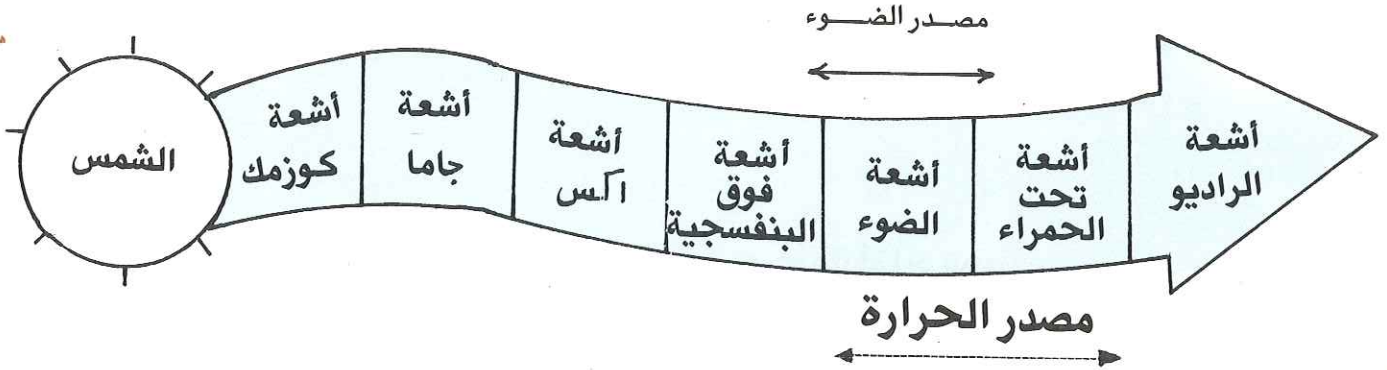 مصدر الضوء
الشمس
أشعة
كوزمك
أشعة
جاما
أشعة
اكس
أشعة
فوق
البنفسجية
أشعة
الضوء
أشعة
تحت
الحمراء
أشعة
الراديو
مصدر الحرارة